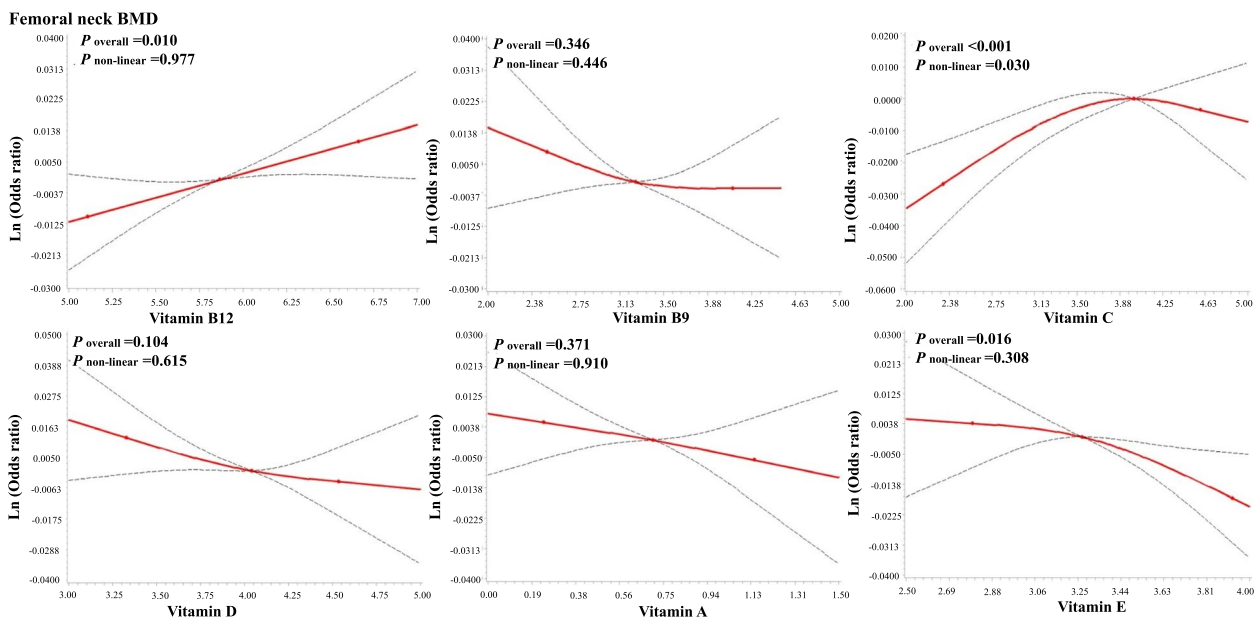 Femoral neck BMD
P overall =0.010
P non-linear =0.977
Ln (Odds ratio)
0.0400
0.0313
0.0225
0.0138
0.0050
-0.0037
-0.0125
-0.0213
-0.0300
5.00 5.25 5.50 5.75 6.00 6.25 6.50 6.75 7.00
Vitamin B12
P overall =0.346
P non-linear =0.446
Ln (Odds ratio)
0.0400
0.0313
0.0225
0.0138
0.0050
-0.0037
-0.0125
-0.0213
-0.0300
2.00 2.38 2.75 3.13 3.50 3.88 4.25 4.63 5.00
Vitamin B9
P overall <0.001
P non-linear =0.030
Ln (Odds ratio)
0.0200
0.0100
0.0000
-0.0100
-0.0200
-0.0300
-0.0400
-0.0500
-0.0600
2.00 2.38 2.75 3.13 3.50 3.88 4.25 4.63 5.00
Vitamin C
P overall =0.104
P non-linear =0.615
Ln (Odds ratio)
0.0500
0.0388
0.0275
0.0163
0.0050
-0.0063
-0.0175
-0.0288
-0.0400
3.00 3.25 3.50 3.75 4.00 4.25 4.50 4.75 5.00
Vitamin D
P overall =0.371
P non-linear =0.910
Ln (Odds ratio)
0.0300
0.0213
0.0125
0.0038
-0.0050
-0.0138
-0.0225
-0.0313
-0.0400
0.00 0.19 0.38 0.56 0.75 0.94 1.13 1.31 1.50
Vitamin A
P overall =0.016
P non-linear =0.308
Ln (Odds ratio)
0.0300
0.0213
0.0125
0.0038
-0.0050
-0.0138
-0.0225
-0.0313
-0.0400
2.50 2.69 2.88 3.06 3.25 3.44 3.63 3.81 4.00
Vitamin E